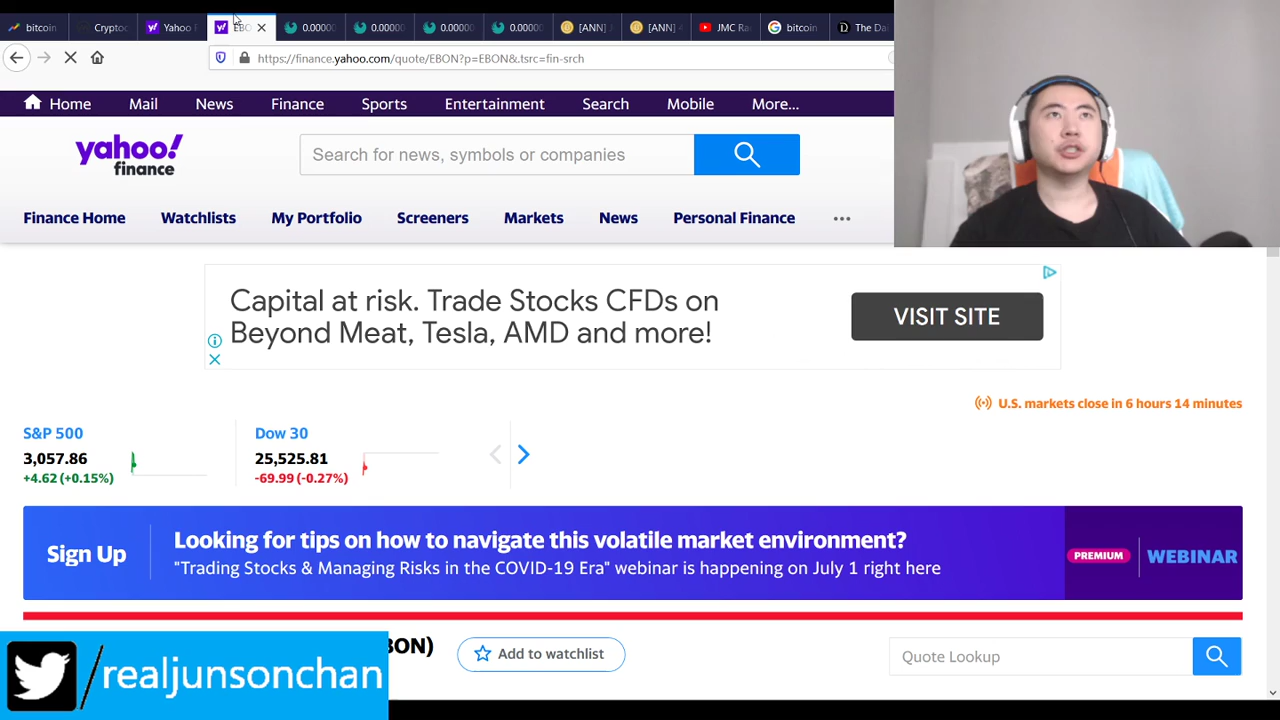 bitcoin
Crypto
Yahoo
EBO
0.0000
0.0000
0.0000
0.0000
[ANN]
[ANN]
JMC Ra
bitcoin
The Da
https://finance.yahoo.com/quote/EBON?p=EBON&.tsrc=fin-srch
Home Mail News Finance Sports Entertainment Search Mobile More...
yahoo!
finance
Search for news, symbols or companies
Finance Home Watchlists My Portfolio Screeners Markets News Personal Finance
Capital at risk. Trade Stocks CFDs on
Beyond Meat, Tesla, AMD and more!
VISIT SITE
U.S. markets close in 6 hours 14 minutes
S&P 500
3,057.86
+4.62 (+0.15%)
Dow 30
25,525.81
-69.99 (-0.27%)
Sign Up
Looking for tips on how to navigate this volatile market environment?
"Trading Stocks & Managing Risks in the COVID-19 Era" webinar is happening on July 1 right here
PREMIUM WEBINAR
BON)
Add to watchlist
Quote Lookup
/realjunsonchan